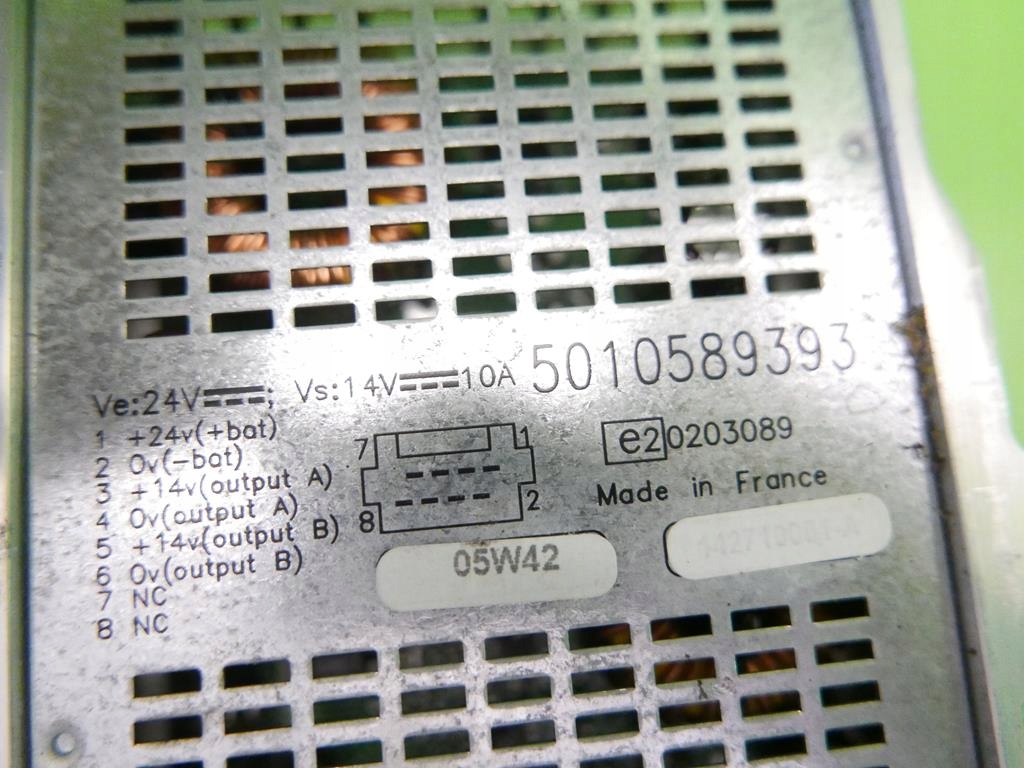 Ve:24V; Vs:14V 10A 5010589393
1 +24v(+bat)
2 0v(-bat)
3 +14v(output A)
4 0v(output A)
5 +14v(output B)
6 0v(output B)
7 NC
8 NC
7 1
8 2
e2 0203089
Made in France
05W42